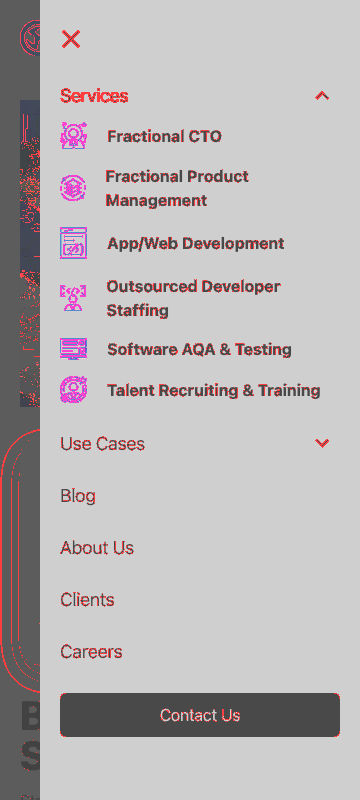 Services
Fractional CTO
Fractional Product
Management
App/Web Development
Outsourced Developer
Staffing
Software AQA & Testing
Talent Recruiting & Training
Use Cases
Blog
About Us
Clients
Careers
B
S
Contact Us